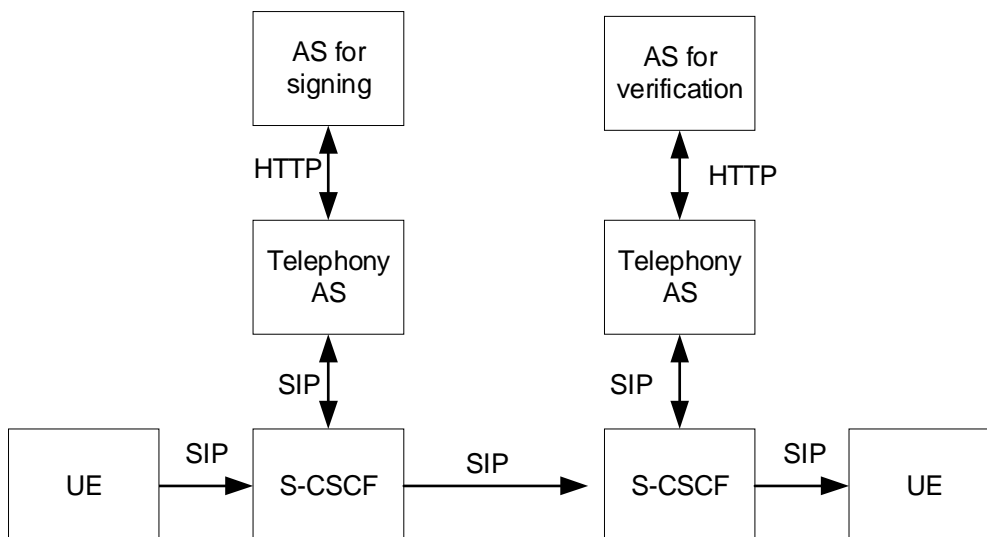 AS for
signing
AS for
verification
HTTP
HTTP
Telephony
AS
Telephony
AS
SIP
SIP
UE
SIP
S-CSCF
SIP
S-CSCF
SIP
UE